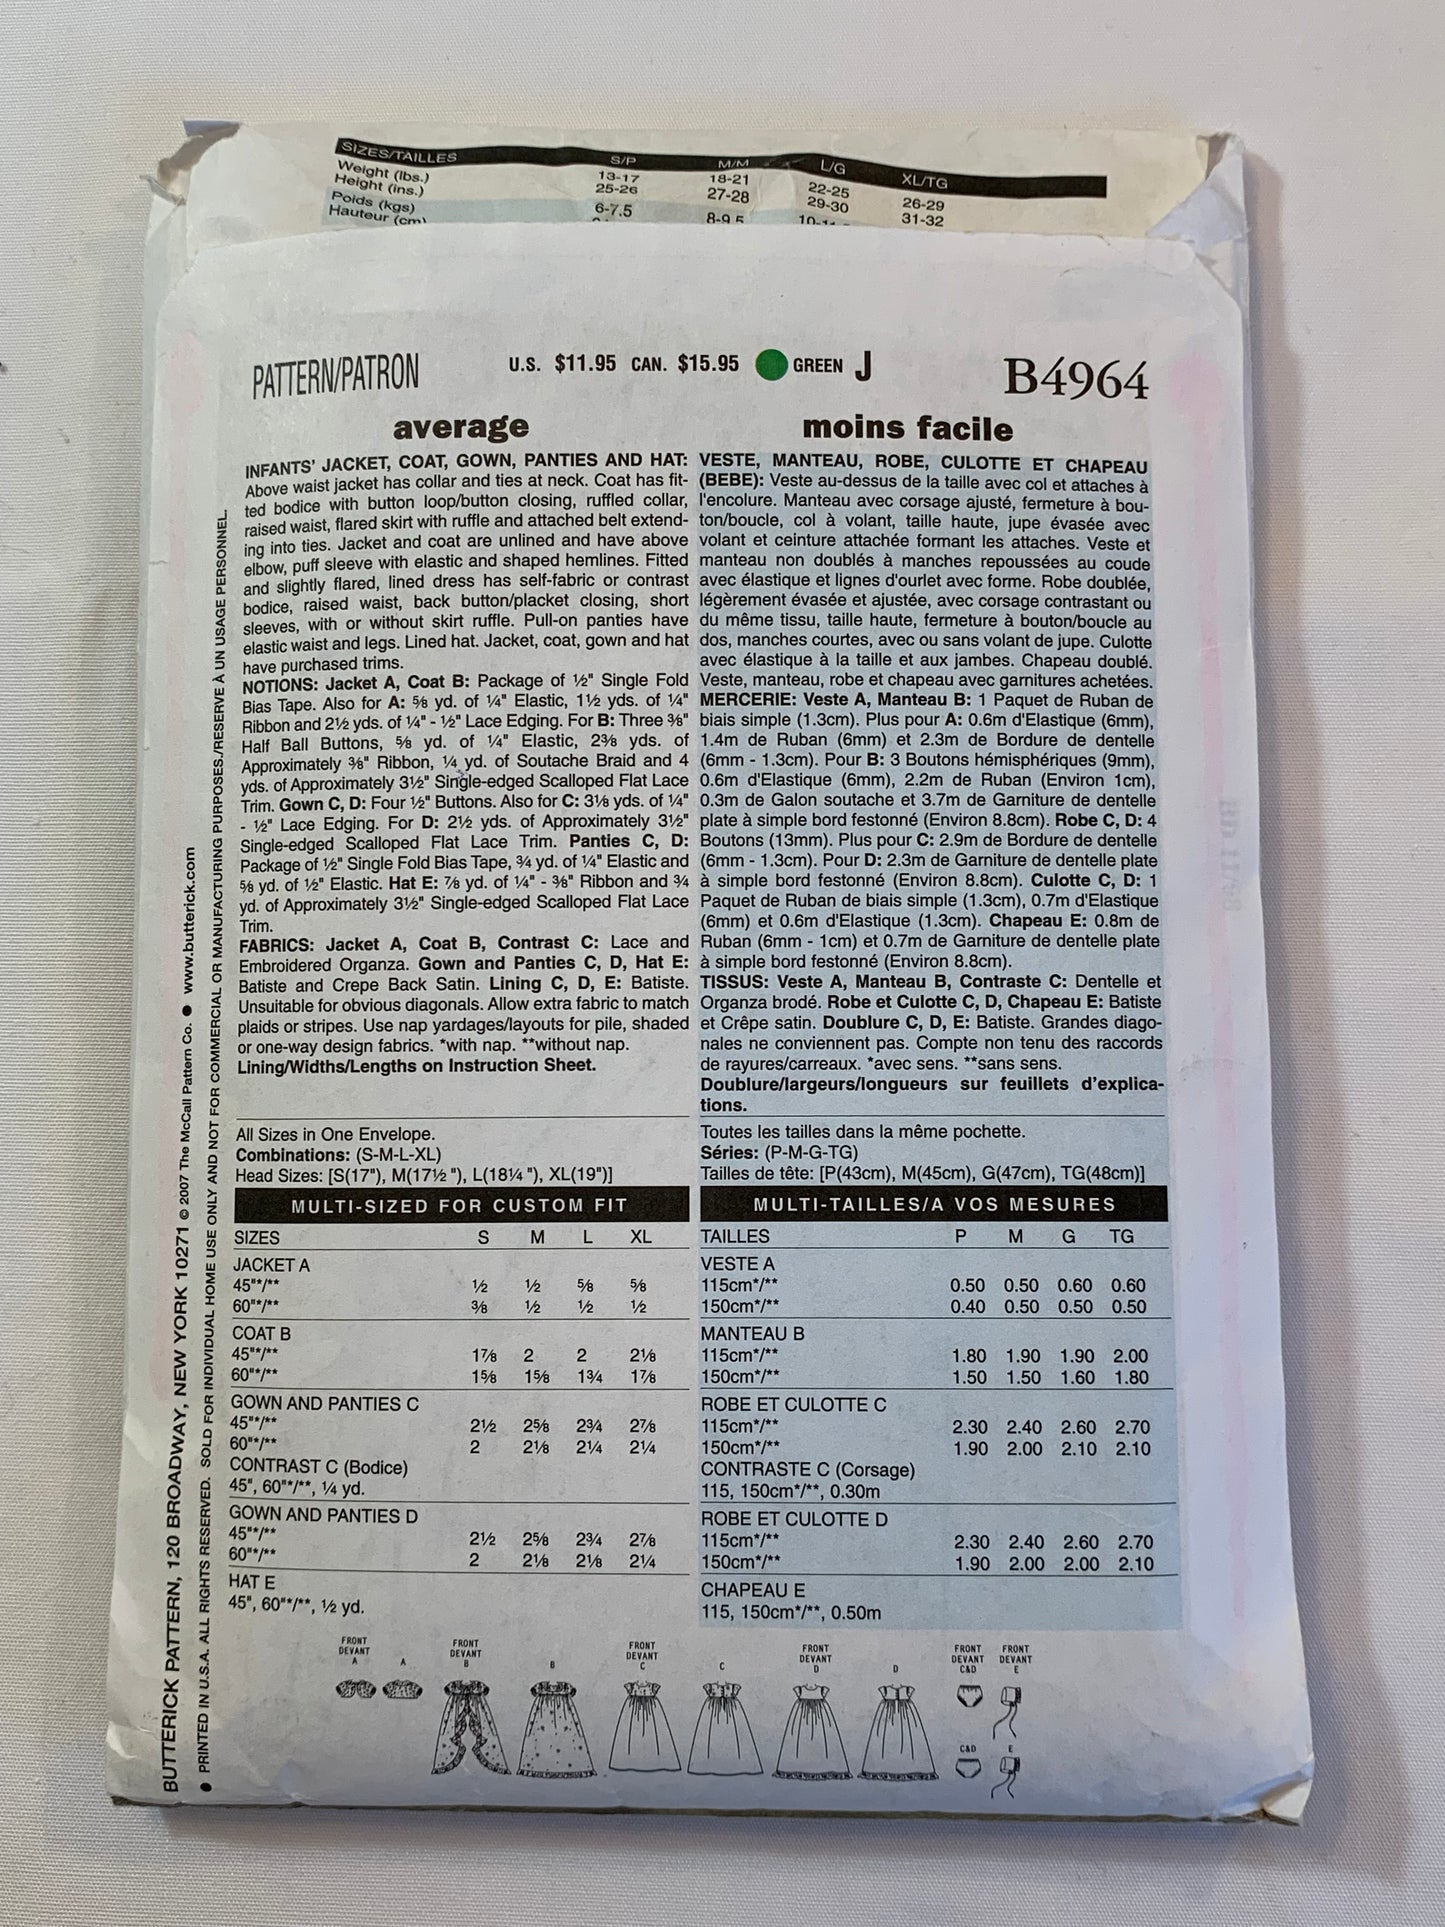 SIZES/TAILLES S/P M/M L/G XL/TG
Weight (lbs.) 13-17 18-21 22-25 26-29
Height (ins.) 25-26 27-28 29-30 31-32
Poids (kgs) 6-7.5 8-9.5
Hauteur (cm)
PATTERN/PATRON U.S. $11.95 CAN. $15.95 GREEN J B4964
average
INFANTS' JACKET, COAT, GOWN, PANTIES AND HAT:
Above waist jacket has collar and ties at neck. Coat has fit-
ted bodice with button loop/button closing, ruffled collar,
raised waist, flared skirt with ruffle and attached belt extend-
ing into ties. Jacket and coat are unlined and have above
elbow, puff sleeve with elastic and shaped hemlines. Fitted
and slightly flared, lined dress has self-fabric or contrast
bodice, raised waist, back button/placket closing, short
sleeves, with or without skirt ruffle. Pull-on panties have
elastic waist and legs. Lined hat. Jacket, coat, gown and hat
have purchased trims.
NOTIONS: Jacket A, Coat B: Package of ½" Single Fold
Bias Tape. Also for A: ⅝ yd. of ¼" Elastic, 1½ yds. of ¼"
Ribbon and 2½ yds. of ¼" - ½" Lace Edging. For B: Three ⅜"
Half Ball Buttons, ⅝ yd. of ¼" Elastic, 2⅜ yds. of
Approximately ⅜" Ribbon, ¼ yd. of Soutache Braid and 4
yds. of Approximately 3½" Single-edged Scalloped Flat Lace
Trim. Gown C, D: Four ½" Buttons. Also for C: 3⅛ yds. of ¼"
- ½" Lace Edging. For D: 2½ yds. of Approximately 3½"
Single-edged Scalloped Flat Lace Trim. Panties C, D:
Package of ½" Single Fold Bias Tape, ¾ yd. of ¼" Elastic and
⅝ yd. of ½" Elastic. Hat E: ⅞ yd. of ¼" - ⅜" Ribbon and ¾
yd. of Approximately 3½" Single-edged Scalloped Flat Lace
Trim.
FABRICS: Jacket A, Coat B, Contrast C: Lace and
Embroidered Organza. Gown and Panties C, D, Hat E:
Batiste and Crepe Back Satin. Lining C, D, E: Batiste.
Unsuitable for obvious diagonals. Allow extra fabric to match
plaids or stripes. Use nap yardages/layouts for pile, shaded
or one-way design fabrics. *with nap. **without nap.
Lining/Widths/Lengths on Instruction Sheet.
All Sizes in One Envelope.
Combinations: (S-M-L-XL)
Head Sizes: [S(17"), M(17½ "), L(18¼ "), XL(19")]
MULTI-SIZED FOR CUSTOM FIT
SIZES S M L XL
JACKET A
45"*/** ½ ½ ⅝ ⅝
60"*/** ⅜ ½ ½ ½
COAT B
45"*/** 1⅞ 2 2 2⅛
60"*/** 1⅝ 1⅝ 1¾ 1⅞
GOWN AND PANTIES C
45"*/** 2½ 2⅝ 2¾ 2⅞
60"*/** 2 2⅛ 2¼ 2¼
CONTRAST C (Bodice)
45", 60"*/**, ¼ yd.
GOWN AND PANTIES D
45"*/** 2½ 2⅝ 2¾ 2⅞
60"*/** 2 2⅛ 2⅛ 2¼
HAT E
45", 60"*/**, ½ yd.
moins facile
VESTE, MANTEAU, ROBE, CULOTTE ET CHAPEAU
(BEBE): Veste au-dessus de la taille avec col et attaches à
l'encolure. Manteau avec corsage ajusté, fermeture à bou-
ton/boucle, col à volant, taille haute, jupe évasée avec
volant et ceinture attachée formant les attaches. Veste et
manteau non doublés à manches repoussées au coude
avec élastique et lignes d'ourlet avec forme. Robe doublée,
légèrement évasée et ajustée, avec corsage contrastant ou
du même tissu, taille haute, fermeture à bouton/boucle au
dos, manches courtes, avec ou sans volant de jupe. Culotte
avec élastique à la taille et aux jambes. Chapeau doublé.
Veste, manteau, robe et chapeau avec garnitures achetées.
MERCERIE: Veste A, Manteau B: 1 Paquet de Ruban de
biais simple (1.3cm). Plus pour A: 0.6m d'Elastique (6mm),
1.4m de Ruban (6mm) et 2.3m de Bordure de dentelle
(6mm - 1.3cm). Pour B: 3 Boutons hémisphériques (9mm),
0.6m d'Elastique (6mm), 2.2m de Ruban (Environ 1cm),
0.3m de Galon soutache et 3.7m de Garniture de dentelle
plate à simple bord festonné (Environ 8.8cm). Robe C, D: 4
Boutons (13mm). Plus pour C: 2.9m de Bordure de dentelle
(6mm - 1.3cm). Pour D: 2.3m de Garniture de dentelle plate
à simple bord festonné (Environ 8.8cm). Culotte C, D: 1
Paquet de Ruban de biais simple (1.3cm), 0.7m d'Elastique
(6mm) et 0.6m d'Elastique (1.3cm). Chapeau E: 0.8m de
Ruban (6mm - 1cm) et 0.7m de Garniture de dentelle plate
à simple bord festonné (Environ 8.8cm).
TISSUS: Veste A, Manteau B, Contraste C: Dentelle et
Organza brodé. Robe et Culotte C, D, Chapeau E: Batiste
et Crêpe satin. Doublure C, D, E: Batiste. Grandes diago-
nales ne conviennent pas. Compte non tenu des raccords
de rayures/carreaux. *avec sens. **sans sens.
Doublure/largeurs/longueurs sur feuillets d'explica-
tions.
Toutes les tailles dans la même pochette.
Séries: (P-M-G-TG)
Tailles de tête: [P(43cm), M(45cm), G(47cm), TG(48cm)]
MULTI-TAILLES/A VOS MESURES
TAILLES P M G TG
VESTE A
115cm*/** 0.50 0.50 0.60 0.60
150cm*/** 0.40 0.50 0.50 0.50
MANTEAU B
115cm*/** 1.80 1.90 1.90 2.00
150cm*/** 1.50 1.50 1.60 1.80
ROBE ET CULOTTE C
115cm*/** 2.30 2.40 2.60 2.70
150cm*/** 1.90 2.00 2.10 2.10
CONTRASTE C (Corsage)
115, 150cm*/**, 0.30m
ROBE ET CULOTTE D
115cm*/** 2.30 2.40 2.60 2.70
150cm*/** 1.90 2.00 2.00 2.10
CHAPEAU E
115, 150cm*/**, 0.50m
FRONT FRONT FRONT FRONT FRONT FRONT
DEVANT DEVANT DEVANT DEVANT DEVANT DEVANT
A A B B C C D D C&D E
C&D E
BUTTERICK PATTERN, 120 BROADWAY, NEW YORK 10271 © 2007 The McCall Pattern Co. ● www.butterick.com
● PRINTED IN U.S.A. ALL RIGHTS RESERVED. SOLD FOR INDIVIDUAL HOME USE ONLY AND NOT FOR COMMERCIAL OR MANUFACTURING PURPOSES./RESERVÉ À UN USAGE PERSONNEL.